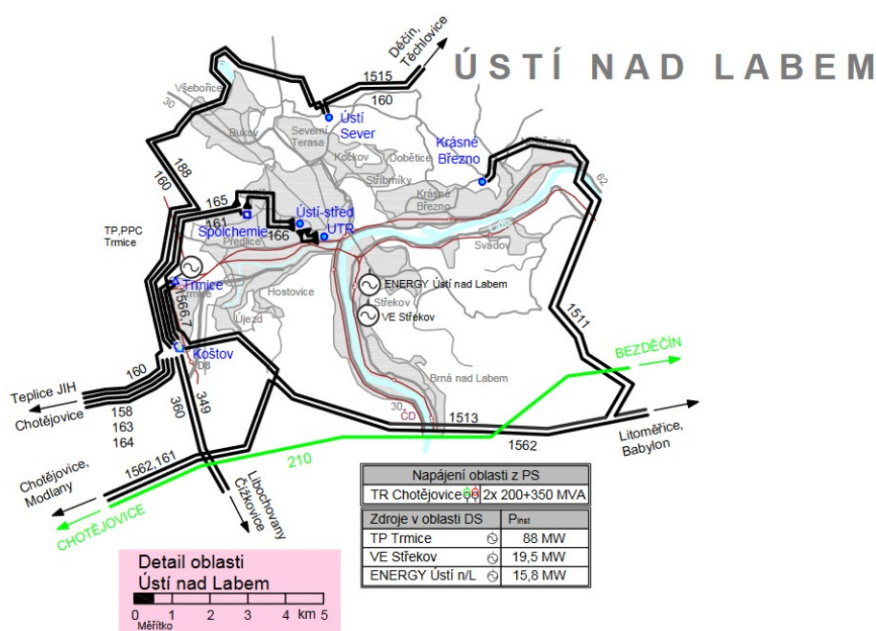 ÚSTÍ NAD LABEM
Děčín,
Těchlovice
1515
160
Všebořice
30
Bukov
Severní
Terasa
Ústí
Sever
Kočkov
Dobětice
Stříbrníky
Krásné
Březno
Krásné
Březno
62
188
160
165
161
166
Ústí-střed
UTR
Spolchemie
Předlice
TP,PPC
Trmice
Trmice
Trmice
1566,7
Hostovice
Újezd
Svádov
ENERGY Ústí nad Labem
Střekov
VE Střekov
1511
Koštov
BEZDĚČÍN
Brná nad Labem
30
ČD
Teplice JIH
160
Chotějovice
158
163
164
360
349
1513
1562
Litoměřice,
Babylon
Chotějovice,
Modlany
1562,161
210
Libochovany
Čížkovice
CHOTĚJOVICE
Napájení oblasti z PS
TR Chotějovice 2x 200+350 MVA
Zdroje v oblasti DS Pinst
TP Trmice 88 MW
VE Střekov 19,5 MW
ENERGY Ústí n/L 15,8 MW
Detail oblasti
Ústí nad Labem
0 1 2 3 4 km 5
Měřítko